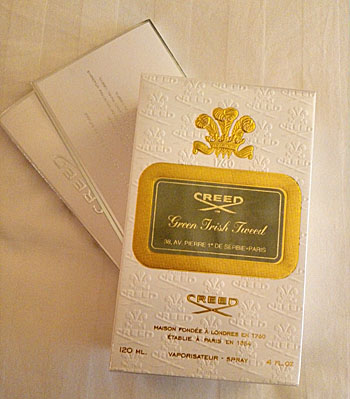 1760
CREED
Green Irish Tweed
38, AV. PIERRE 1er DE SERBIE-PARIS
CREED
MAISON FONDÉE À LONDRES EN 1760
ÉTABLIE À PARIS EN 1854
120 ML. VAPORISATEUR - SPRAY 4 FL.OZ
CREED